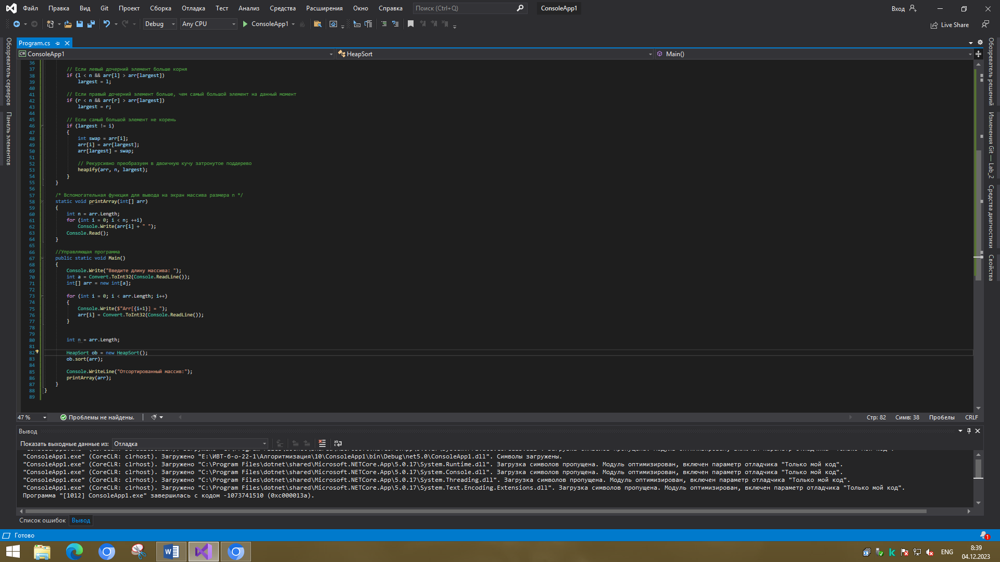 Файл Правка Вид Git Проект Сборка Отладка Тест Анализ Средства Расширения Окно Справка Поиск (Ctrl+Q) ConsoleApp1 Вход
Debug Any CPU ConsoleApp1 Live Share
Program.cs
C# ConsoleApp1 HeapSort Main()
Обозреватель серверов
Панель элементов
36
37 // Если левый дочерний элемент больше корня
38 if (l < n && arr[l] > arr[largest])
39 largest = l;
40
41 // Если правый дочерний элемент больше, чем самый большой элемент на данный момент
42 if (r < n && arr[r] > arr[largest])
43 largest = r;
44
45 // Если самый большой элемент не корень
46 if (largest != i)
47 {
48 int swap = arr[i];
49 arr[i] = arr[largest];
50 arr[largest] = swap;
51
52 // Рекурсивно преобразуем в двоичную кучу затронутое поддерево
53 heapify(arr, n, largest);
54 }
55 }
56
57 /* Вспомогательная функция для вывода на экран массива размера n */
58 static void printArray(int[] arr)
59 {
60 int n = arr.Length;
61 for (int i = 0; i < n; ++i)
62 Console.Write(arr[i] + " ");
63 Console.Read();
64 }
65
66 //Управляющая программа
67 public static void Main()
68 {
69 Console.Write("Введите длину массива: ");
70 int a = Convert.ToInt32(Console.ReadLine());
71 int[] arr = new int[a];
72
73 for (int i = 0; i < arr.Length; i++)
74 {
75 Console.Write($"Arr[{i+1}] = ");
76 arr[i] = Convert.ToInt32(Console.ReadLine());
77 }
78
79
80 int n = arr.Length;
81
82 HeapSort ob = new HeapSort();
83 ob.sort(arr);
84
85 Console.WriteLine("Отсортированный массив:");
86 printArray(arr);
87 }
88 }
89
Обозреватель решений
Изменения Git — Lab_2
Средства диагностики
Свойства
47 % Проблемы не найдены. Стр: 82 Симв: 38 Пробелы CRLF
Вывод
Показать выходные данные из: Отладка
"ConsoleApp1.exe" (CoreCLR: clrhost). Загружено "E:\ИВТ-6-о-22-1\Алгоритмизация\10\ConsoleApp1\bin\Debug\net5.0\ConsoleApp1.dll". Символы загружены.
"ConsoleApp1.exe" (CoreCLR: clrhost). Загружено "C:\Program Files\dotnet\shared\Microsoft.NETCore.App\5.0.17\System.Runtime.dll". Загрузка символов пропущена. Модуль оптимизирован, включен параметр отладчика "Только мой код".
"ConsoleApp1.exe" (CoreCLR: clrhost). Загружено "C:\Program Files\dotnet\shared\Microsoft.NETCore.App\5.0.17\System.Console.dll". Загрузка символов пропущена. Модуль оптимизирован, включен параметр отладчика "Только мой код".
"ConsoleApp1.exe" (CoreCLR: clrhost). Загружено "C:\Program Files\dotnet\shared\Microsoft.NETCore.App\5.0.17\System.Threading.dll". Загрузка символов пропущена. Модуль оптимизирован, включен параметр отладчика "Только мой код".
"ConsoleApp1.exe" (CoreCLR: clrhost). Загружено "C:\Program Files\dotnet\shared\Microsoft.NETCore.App\5.0.17\System.Text.Encoding.Extensions.dll". Загрузка символов пропущена. Модуль оптимизирован, включен параметр отладчика "Только мой код".
Программа "[1012] ConsoleApp1.exe" завершилась с кодом -1073741510 (0xc000013a).
Список ошибок Вывод
Готово 1
ENG 8:39
04.12.2023